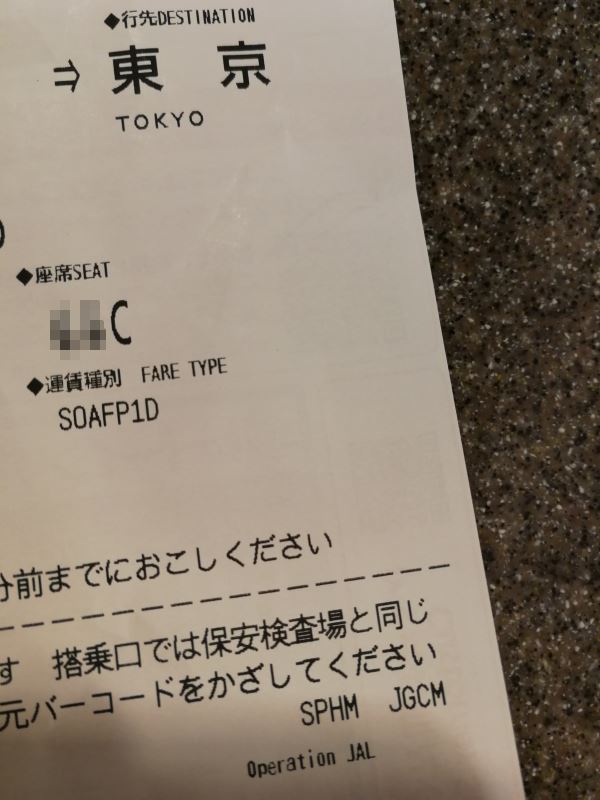 ◆行先DESTINATION
⇒ 東 京
TOKYO
◆座席SEAT
C
◆運賃種別 FARE TYPE
SOAFP1D
分前までにおこしください
す 搭乗口では保安検査場と同じ
元バーコードをかざしてください
SPHM JGCM
Operation JAL